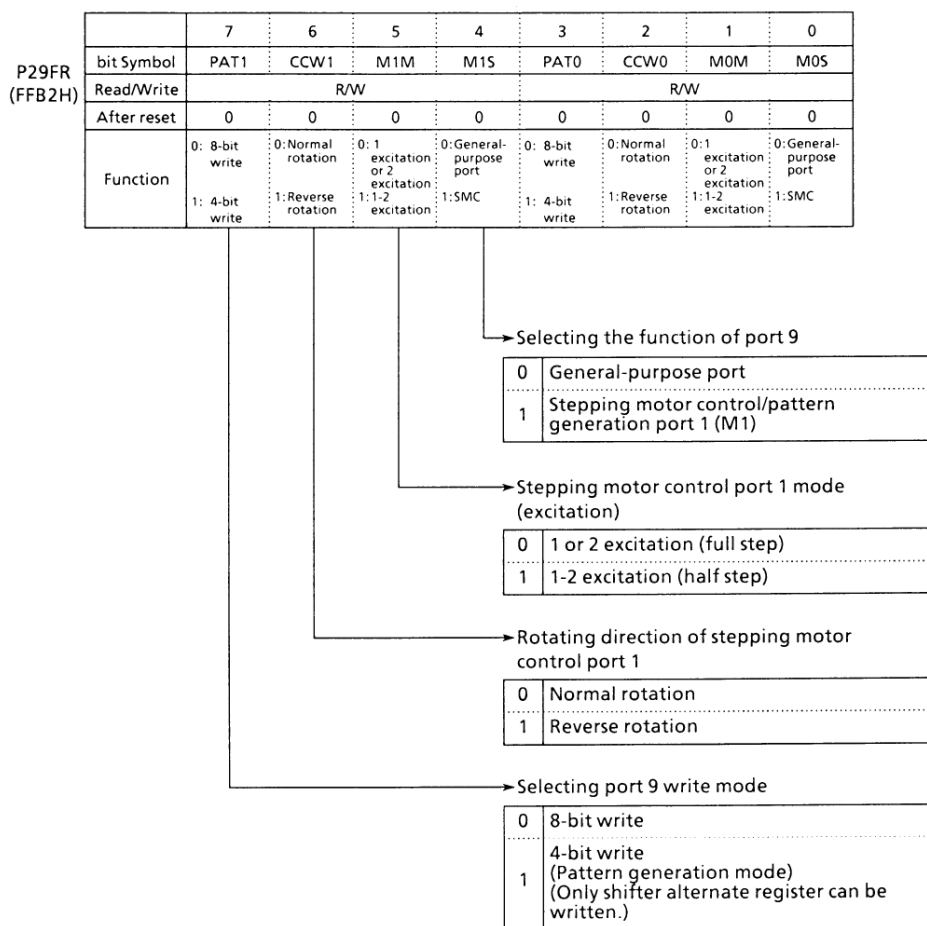 7 6 5 4 3 2 1 0
P29FR
(FFB2H)
bit Symbol PAT1 CCW1 M1M M1S PAT0 CCW0 M0M M0S
Read/Write R/W R/W
After reset 0 0 0 0 0 0 0 0
Function
0: 8-bit write 0:Normal rotation 0:1 excitation or 2 excitation 0:General-purpose port 0: 8-bit write 0:Normal rotation 0:1 excitation or 2 excitation 0:General-purpose port
1: 4-bit write 1:Reverse rotation 1:1-2 excitation 1:SMC 1: 4-bit write 1:Reverse rotation 1:1-2 excitation 1:SMC
Selecting the function of port 9
0 General-purpose port
1 Stepping motor control/pattern
generation port 1 (M1)
Stepping motor control port 1 mode
(excitation)
0 1 or 2 excitation (full step)
1 1-2 excitation (half step)
Rotating direction of stepping motor
control port 1
0 Normal rotation
1 Reverse rotation
Selecting port 9 write mode
0 8-bit write
1 4-bit write
(Pattern generation mode)
(Only shifter alternate register can be
written.)